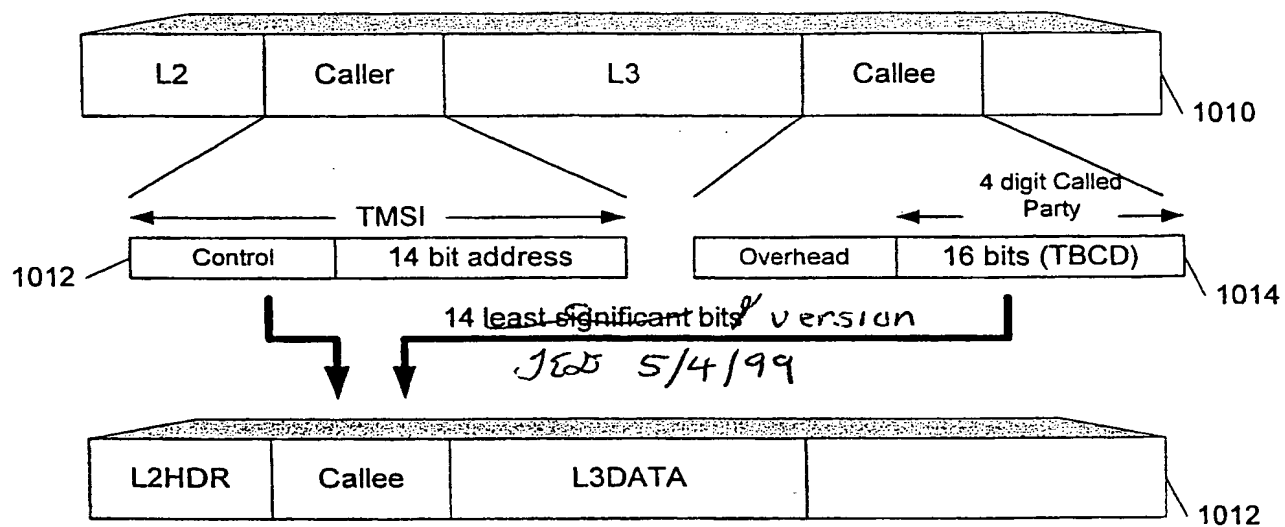 L2 Caller L3 Callee
1010
4 digit Called
Party
TMSI
Control 14 bit address Overhead 16 bits (TBCD)
1012
1014
14 least significant bits version
5/4/99
L2HDR Callee L3DATA
1012